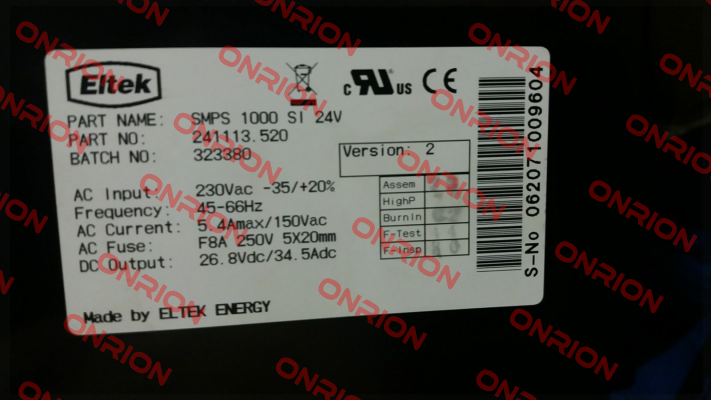 Eltek
c RU us CE
PART NAME: SMPS 1000 SI 24V
PART NO: 241113.520
BATCH NO: 323380
Version: 2
AC Input: 230Vac -35/+20%
Frequency: 45-66Hz
AC Current: 5.4Amax/150Vac
AC Fuse: F8A 250V 5X20mm
DC Output: 26.8Vdc/34.5Adc
Assem
HighP
BurnIn
F-Test
F-Insp
Made by ELTEK ENERGY
S-No 062071009604
ONRION